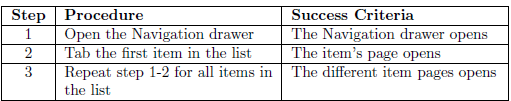 Step Procedure Success Criteria
1 Open the Navigation drawer The Navigation drawer opens
2 Tab the first item in the list The item's page opens
3 Repeat step 1-2 for all items in The different item pages opens
the list